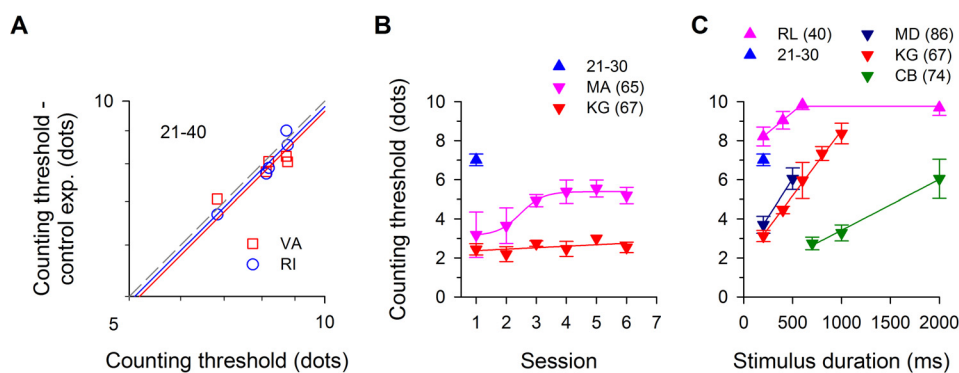 A
Counting threshold -
control exp. (dots)
10
21-40
VA
RI
5
10
Counting threshold (dots)
B
21-30
MA (65)
KG (67)
Counting threshold (dots)
10
8
6
4
2
0
0
1
2
3
4
5
6
7
Session
C
RL (40)
21-30
MD (86)
KG (67)
CB (74)
10
8
6
4
2
0
0
500
1000
1500
2000
Stimulus duration (ms)